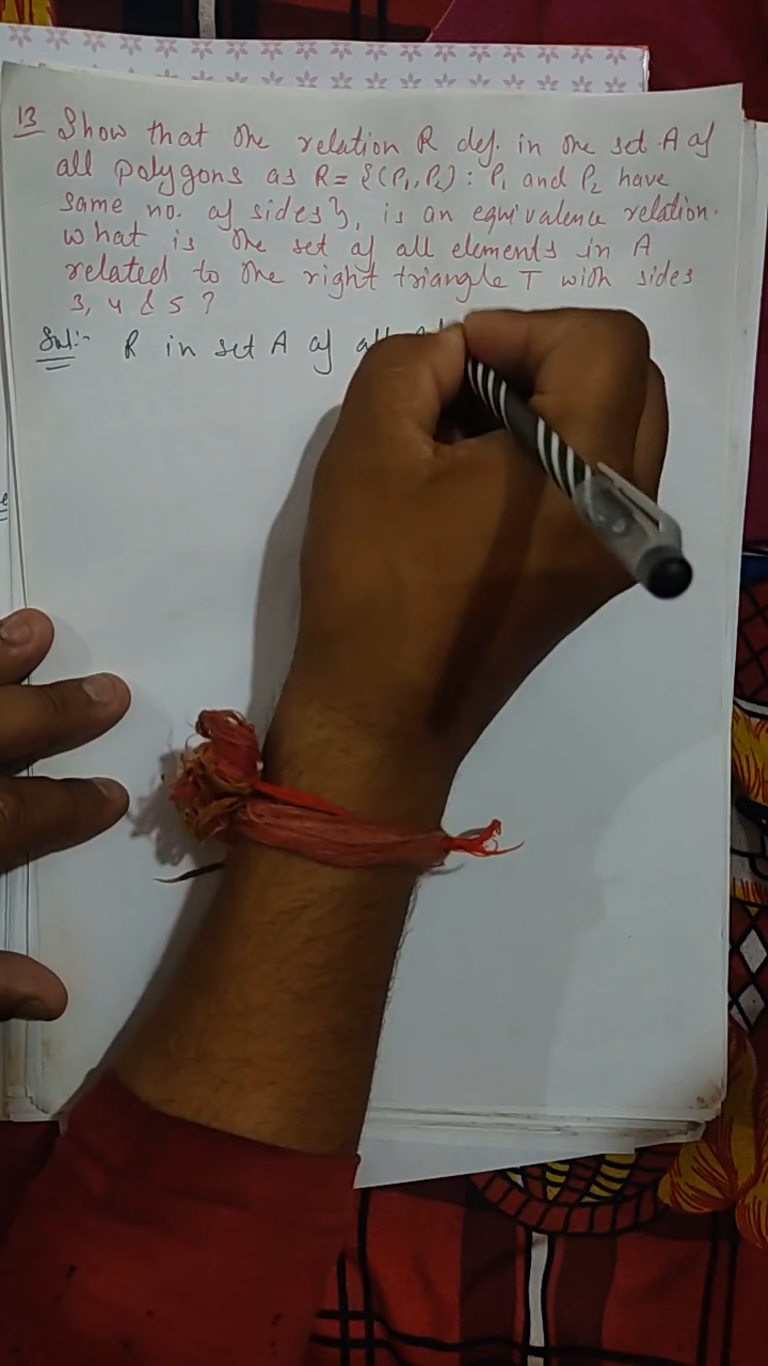 13 Show that the relation R def. in the set A of
all polygons as R = {(P₁, P₂) : P₁ and P₂ have
same no. of sides}, is an equivalence relation.
What is the set of all elements in A
related to the right triangle T with sides
3, 4 & 5 ?
Sol:- R in set A of